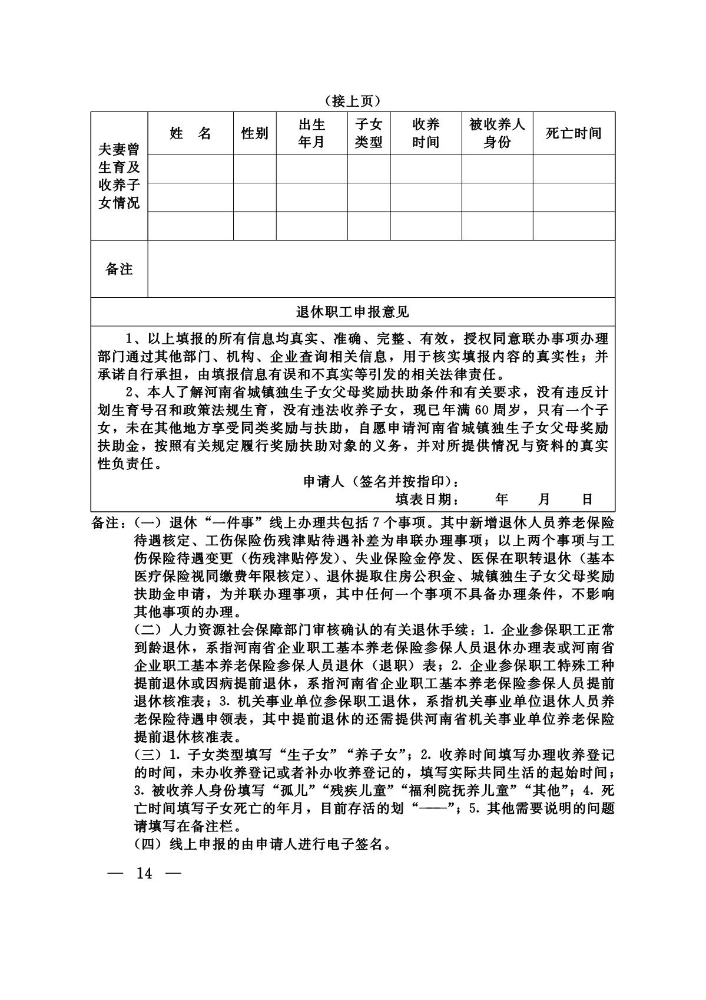 （接上页）
夫妻曾
生育及
收养子
女情况
姓　名
性别
出生
年月
子女
类型
收养
时间
被收养人
身份
死亡时间
备注
退休职工申报意见
1、以上填报的所有信息均真实、准确、完整、有效，授权同意联办事项办理
部门通过其他部门、机构、企业查询相关信息，用于核实填报内容的真实性；并
承诺自行承担，由填报信息有误和不真实等引发的相关法律责任。
2、本人了解河南省城镇独生子女父母奖励扶助条件和有关要求，没有违反计
划生育号召和政策法规生育，没有违法收养子女，现已年满 60 周岁，只有一个子
女，未在其他地方享受同类奖励与扶助，自愿申请河南省城镇独生子女父母奖励
扶助金，按照有关规定履行奖励扶助对象的义务，并对所提供情况与资料的真实
性负责任。
申请人（签名并按指印）：
填表日期：　　年　　月　　日
备注：（一）退休“一件事”线上办理共包括 7 个事项。其中新增退休人员养老保险
待遇核定、工伤保险伤残津贴待遇补差为串联办理事项；以上两个事项与工
伤保险待遇变更（伤残津贴停发）、失业保险金停发、医保在职转退休（基本
医疗保险视同缴费年限核定）、退休提取住房公积金、城镇独生子女父母奖励
扶助金申请，为并联办理事项，其中任何一个事项不具备办理条件，不影响
其他事项的办理。
（二）人力资源社会保障部门审核确认的有关退休手续：1. 企业参保职工正常
到龄退休，系指河南省企业职工基本养老保险参保人员退休办理表或河南省
企业职工基本养老保险参保人员退休（退职）表；2. 企业参保职工特殊工种
提前退休或因病提前退休，系指河南省企业职工基本养老保险参保人员提前
退休核准表；3. 机关事业单位参保职工退休，系指机关事业单位退休人员养
老保险待遇申领表，其中提前退休的还需提供河南省机关事业单位养老保险
提前退休核准表。
（三）1. 子女类型填写“生子女”“养子女”；2. 收养时间填写办理收养登记
的时间，未办收养登记或者补办收养登记的，填写实际共同生活的起始时间；
3. 被收养人身份填写“孤儿”“残疾儿童”“福利院抚养儿童”“其他”；4. 死
亡时间填写子女死亡的年月，目前存活的划“——”；5. 其他需要说明的问题
请填写在备注栏。
（四）线上申报的由申请人进行电子签名。
— 14 —